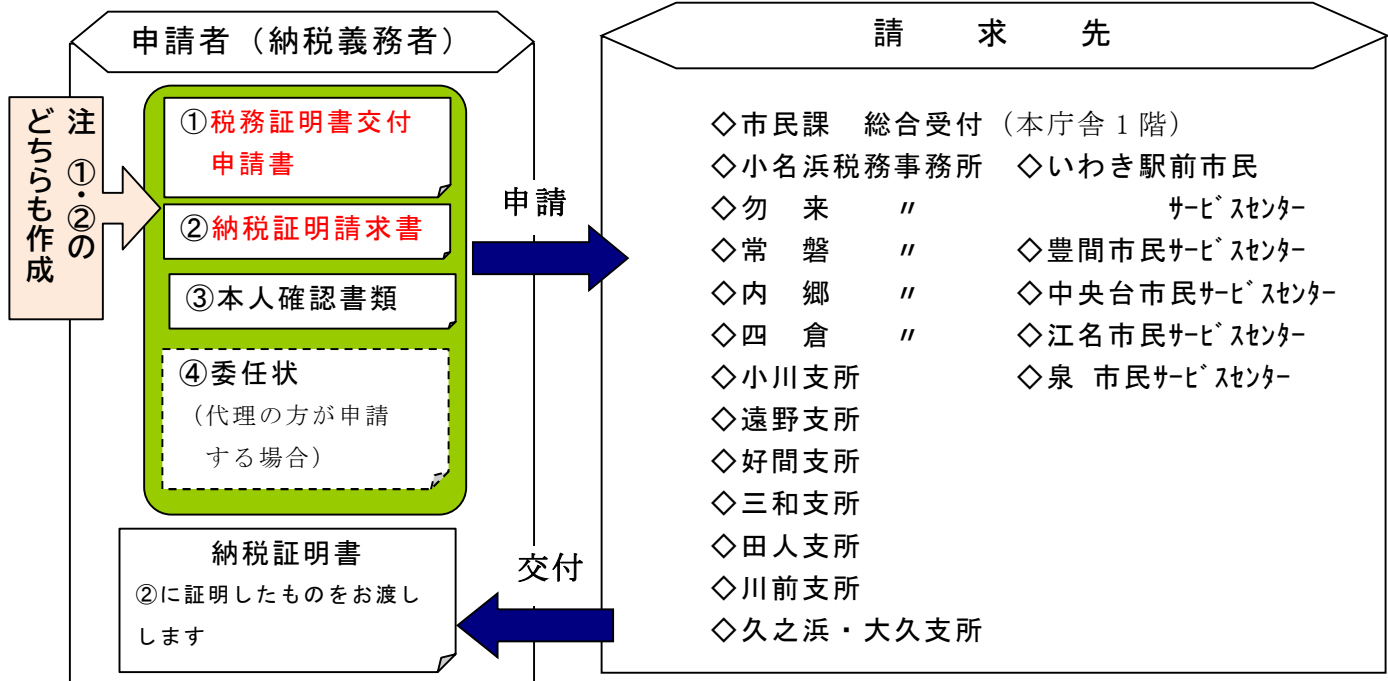 申請者（納税義務者）
注 ①・②の
どちらも作成
①税務証明書交付
申請書
②納税証明請求書
③本人確認書類
④委任状
（代理の方が申請
する場合）
納税証明書
②に証明したものをお渡し
します
申請
交付
請　求　先
◇市民課　総合受付（本庁舎１階）
◇小名浜税務事務所　◇いわき駅前市民
◇勿　来　　〃　　　ｻｰﾋﾞｽｾﾝﾀｰ
◇常　磐　　〃　　◇豊間市民ｻｰﾋﾞｽｾﾝﾀｰ
◇内　郷　　〃　　◇中央台市民ｻｰﾋﾞｽｾﾝﾀｰ
◇四　倉　　〃　　◇江名市民ｻｰﾋﾞｽｾﾝﾀｰ
◇小川支所　　◇泉 市民ｻｰﾋﾞｽｾﾝﾀｰ
◇遠野支所
◇好間支所
◇三和支所
◇田人支所
◇川前支所
◇久之浜・大久支所